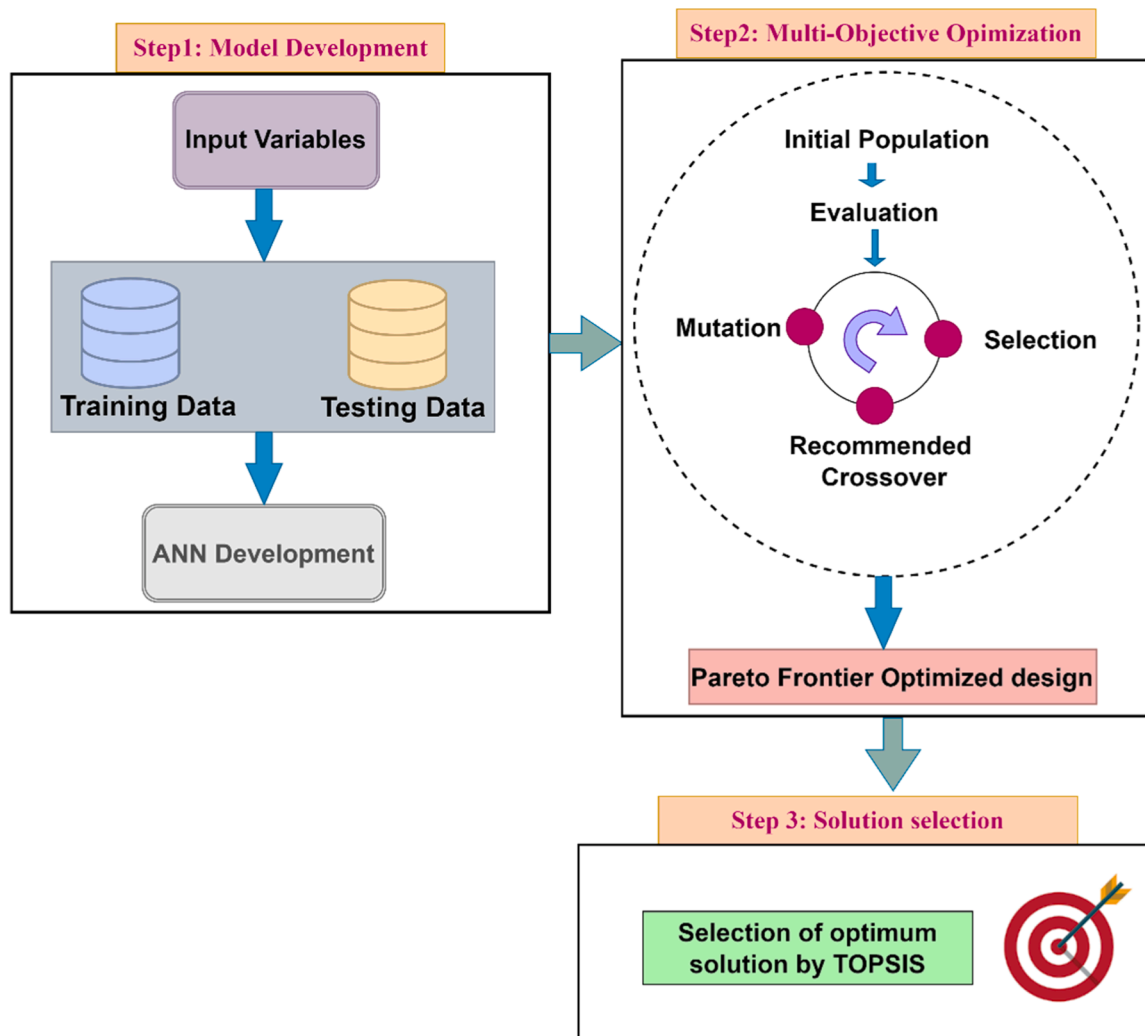 Step1: Model Development
Input Variables
Training Data
Testing Data
ANN Development
Step2: Multi-Objective Opimization
Initial Population
Evaluation
Mutation
Selection
Recommended
Crossover
Pareto Frontier Optimized design
Step 3: Solution selection
Selection of optimum
solution by TOPSIS